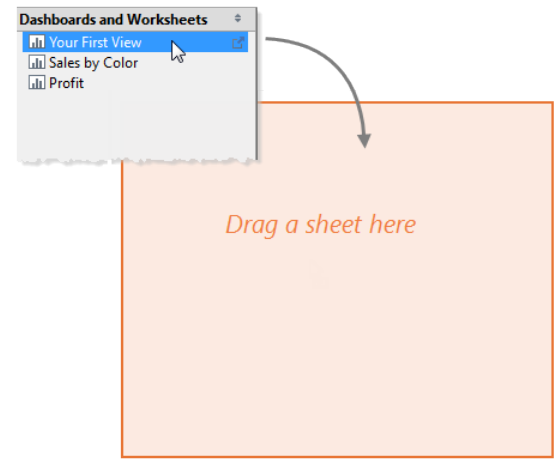 Dashboards and Worksheets
Your First View
Sales by Color
Profit
Drag a sheet here